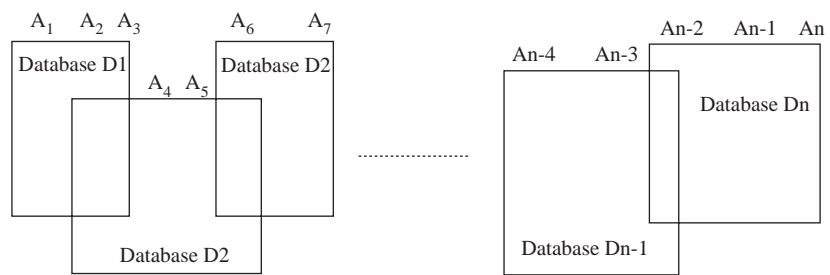 A1 A2 A3 A6 A7
An-2 An-1 An
An-4 An-3
Database D1
Database D2
A4 A5
Database Dn
Database Dn-1
Database D2